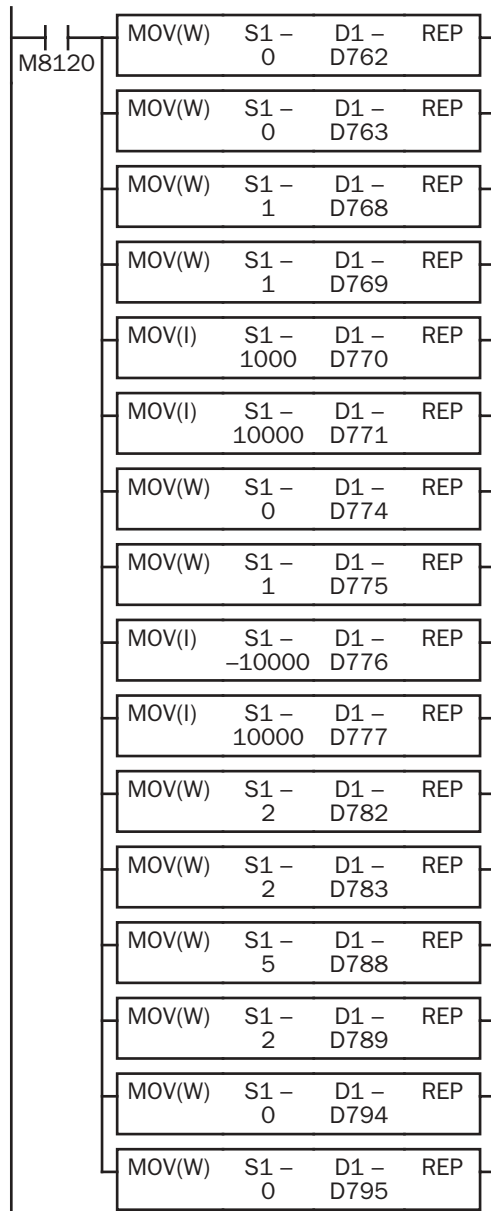 MOV(W) S1 – D1 – REP
M8120
0 D762
MOV(W) S1 – D1 – REP
0 D763
MOV(W) S1 – D1 – REP
1 D768
MOV(W) S1 – D1 – REP
1 D769
MOV(I) S1 – D1 – REP
1000 D770
MOV(I) S1 – D1 – REP
10000 D771
MOV(W) S1 – D1 – REP
0 D774
MOV(W) S1 – D1 – REP
1 D775
MOV(I) S1 – D1 – REP
–10000 D776
MOV(I) S1 – D1 – REP
10000 D777
MOV(W) S1 – D1 – REP
2 D782
MOV(W) S1 – D1 – REP
2 D783
MOV(W) S1 – D1 – REP
5 D788
MOV(W) S1 – D1 – REP
2 D789
MOV(W) S1 – D1 – REP
0 D794
MOV(W) S1 – D1 – REP
0 D795